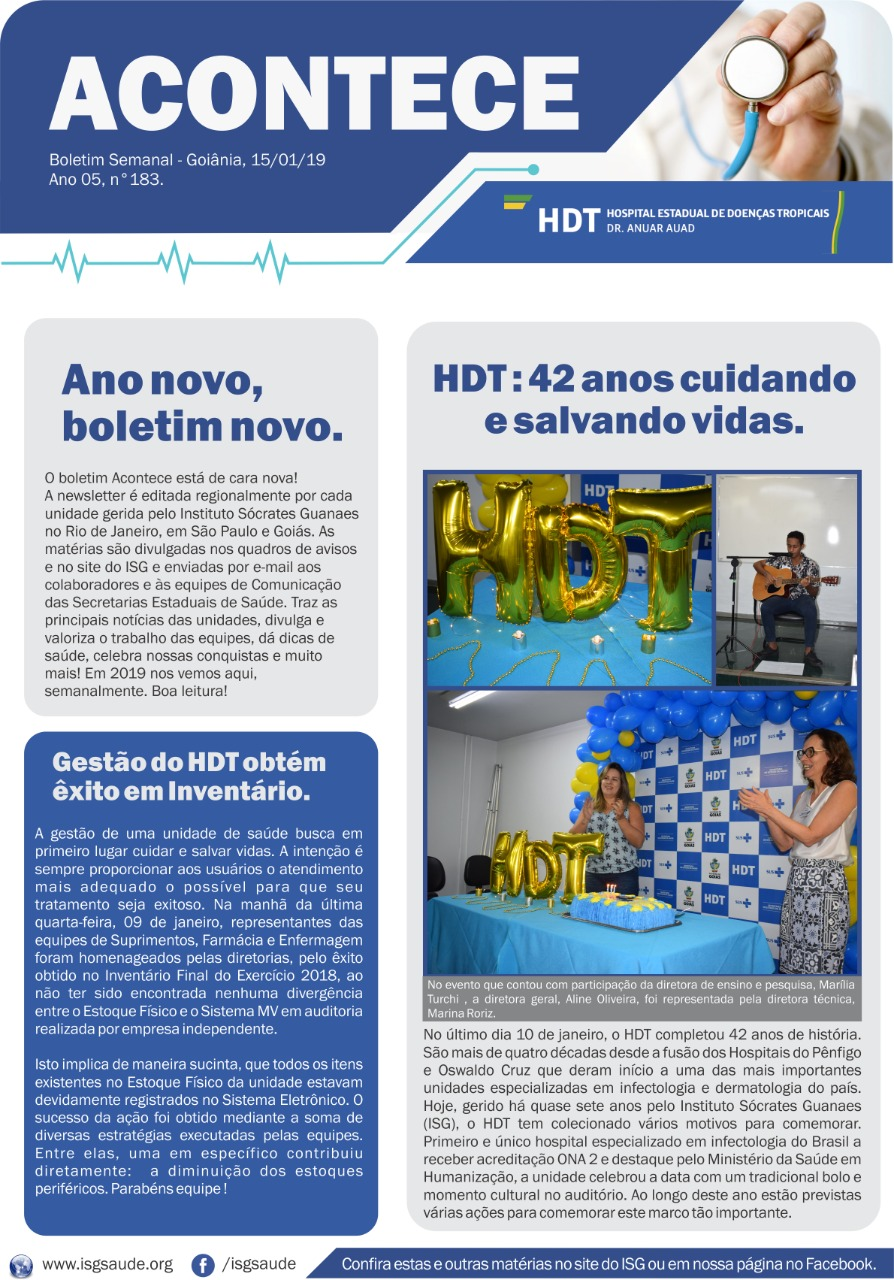 ACONTECE
Boletim Semanal - Goiânia, 15/01/19
Ano 05, n°183.
HDT HOSPITAL ESTADUAL DE DOENÇAS TROPICAIS
DR. ANUAR AUAD
Ano novo,
boletim novo.
O boletim Acontece está de cara nova!
A newsletter é editada regionalmente por cada
unidade gerida pelo Instituto Sócrates Guanaes
no Rio de Janeiro, em São Paulo e Goiás. As
matérias são divulgadas nos quadros de avisos
e no site do ISG e enviadas por e-mail aos
colaboradores e às equipes de Comunicação
das Secretarias Estaduais de Saúde. Traz as
principais notícias das unidades, divulga e
valoriza o trabalho das equipes, dá dicas de
saúde, celebra nossas conquistas e muito
mais! Em 2019 nos vemos aqui,
semanalmente. Boa leitura!
Gestão do HDT obtém
êxito em Inventário.
A gestão de uma unidade de saúde busca em
primeiro lugar cuidar e salvar vidas. A intenção é
sempre proporcionar aos usuários o atendimento
mais adequado o possível para que seu
tratamento seja exitoso. Na manhã da última
quarta-feira, 09 de janeiro, representantes das
equipes de Suprimentos, Farmácia e Enfermagem
foram homenageados pelas diretorias, pelo êxito
obtido no Inventário Final do Exercício 2018, ao
não ter sido encontrada nenhuma divergência
entre o Estoque Físico e o Sistema MV em auditoria
realizada por empresa independente.
Isto implica de maneira sucinta, que todos os itens
existentes no Estoque Físico da unidade estavam
devidamente registrados no Sistema Eletrônico. O
sucesso da ação foi obtido mediante a soma de
diversas estratégias executadas pelas equipes.
Entre elas, uma em específico contribuiu
diretamente: a diminuição dos estoques
periféricos. Parabéns equipe !
HDT : 42 anos cuidando
e salvando vidas.
HDT
HDT
HDT
HDT
No evento que contou com participação da diretora de ensino e pesquisa, Marília
Turchi , a diretora geral, Aline Oliveira, foi representada pela diretora técnica,
Marina Roriz.
No último dia 10 de janeiro, o HDT completou 42 anos de história.
São mais de quatro décadas desde a fusão dos Hospitais do Pênfigo
e Oswaldo Cruz que deram início a uma das mais importantes
unidades especializadas em infectologia e dermatologia do país.
Hoje, gerido há quase sete anos pelo Instituto Sócrates Guanaes
(ISG), o HDT tem colecionado vários motivos para comemorar.
Primeiro e único hospital especializado em infectologia do Brasil a
receber acreditação ONA 2 e destaque pelo Ministério da Saúde em
Humanização, a unidade celebrou a data com um tradicional bolo e
momento cultural no auditório. Ao longo deste ano estão previstas
várias ações para comemorar este marco tão importante.
www.isgsaude.org
/isgsaude
Confira estas e outras matérias no site do ISG ou em nossa página no Facebook.